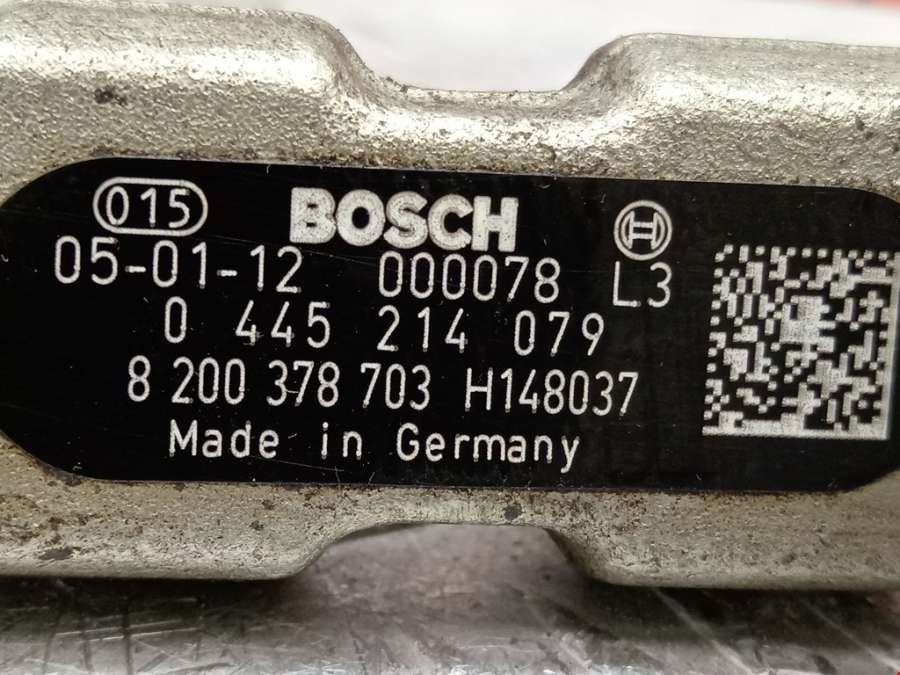 015 BOSCH
05-01-12 000078 L3
0 445 214 079
8 200 378 703 H148037
Made in Germany